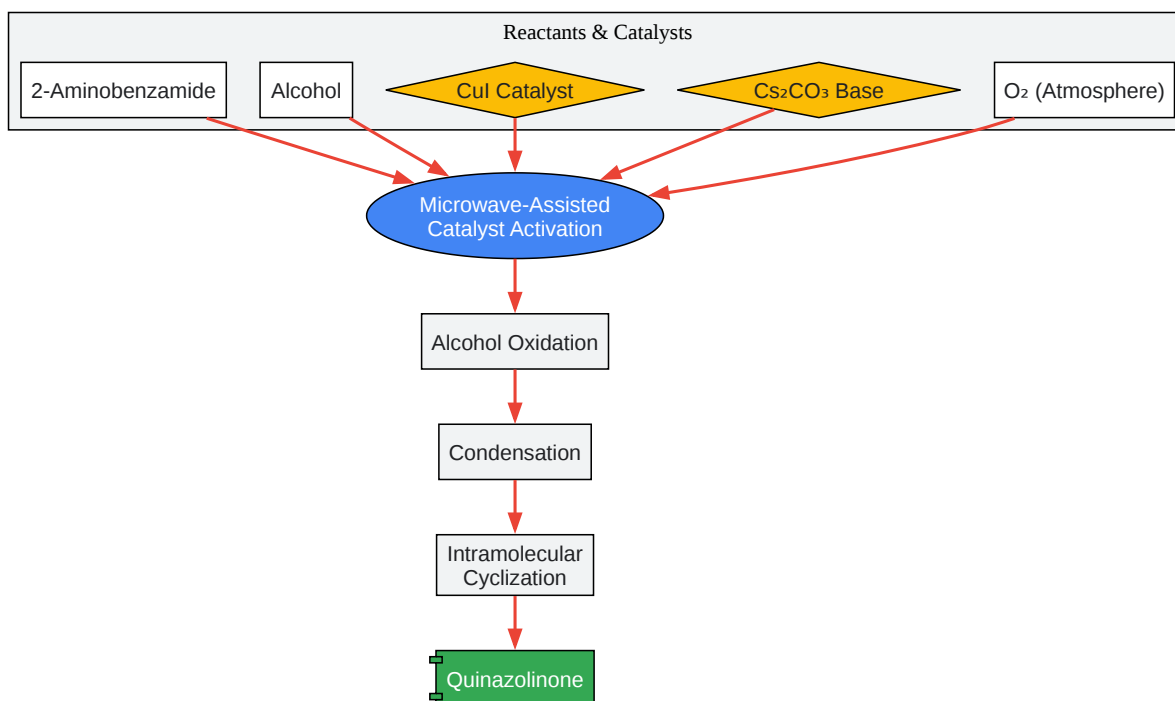 Reactants & Catalysts
2-Aminobenzamide
Alcohol
CuI Catalyst
Cs₂CO₃ Base
O₂ (Atmosphere)
Microwave-Assisted
Catalyst Activation
Alcohol Oxidation
Condensation
Intramolecular
Cyclization
Quinazolinone